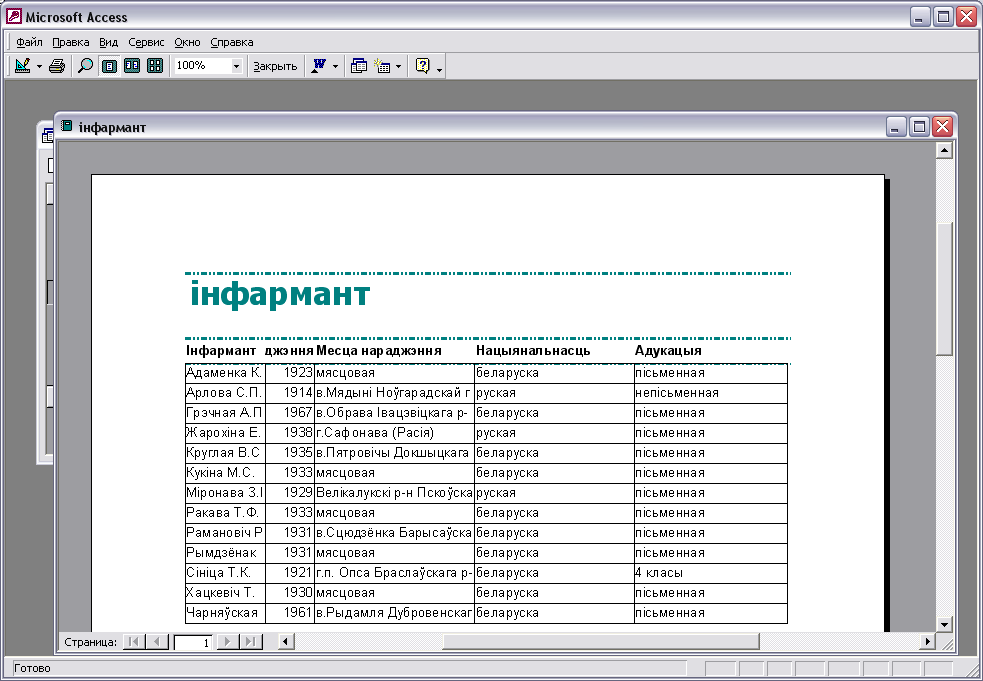 Microsoft Access
Файл Правка Вид Сервис Окно Справка
100% Закрыть
інфармант
інфармант
Інфармант джэння Месца нараджэння Нацыянальнасць Адукацыя
Адаменка К. 1923 мясцовая беларуска пісьменная
Арлова С.П. 1914 в.Мядыні Ноўгарадскай г руская непісьменная
Грэчная А.П 1967 в.Обрава Івацэвіцкага р- беларуска пісьменная
Жарохіна Е. 1938 г.Сафонава (Расія) руская пісьменная
Круглая В.С 1935 в.Пятровічы Докшыцкага беларуска пісьменная
Кукіна М.С. 1933 мясцовая беларуска пісьменная
Міронава З.І 1929 Велікалукскі р-н Пскоўска руская пісьменная
Ракава Т.Ф. 1933 мясцовая беларуска пісьменная
Рамановіч Р 1931 в.Сцюдзёнка Барысаўска беларуска пісьменная
Рымдзёнак 1931 мясцовая беларуска пісьменная
Сініца Т.К. 1921 г.п. Опса Браслаўскага р- беларуска 4 класы
Хацкевіч Т. 1930 мясцовая беларуска пісьменная
Чарняўская 1961 в.Рыдамля Дубровенскаг беларуска пісьменная
Страница: 1
Готово